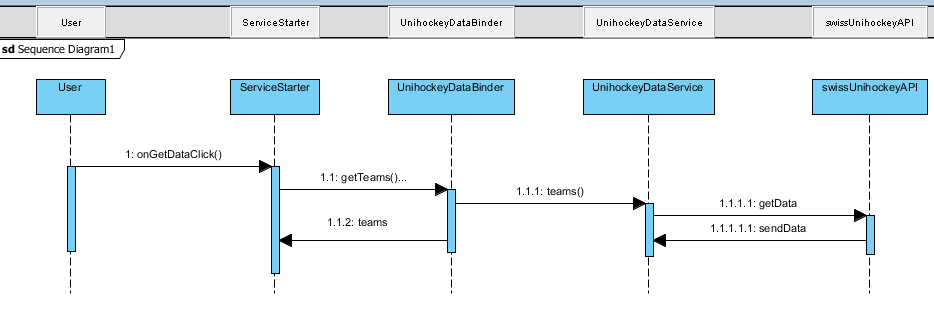 User ServiceStarter UnihockeyDataBinder UnihockeyDataService swissUnihockeyAPI
sd Sequence Diagram1
User ServiceStarter UnihockeyDataBinder UnihockeyDataService swissUnihockeyAPI
1: onGetDataClick()
1.1: getTeams()...
1.1.1: teams()
1.1.1.1: getData
1.1.2: teams
1.1.1.1.1: sendData